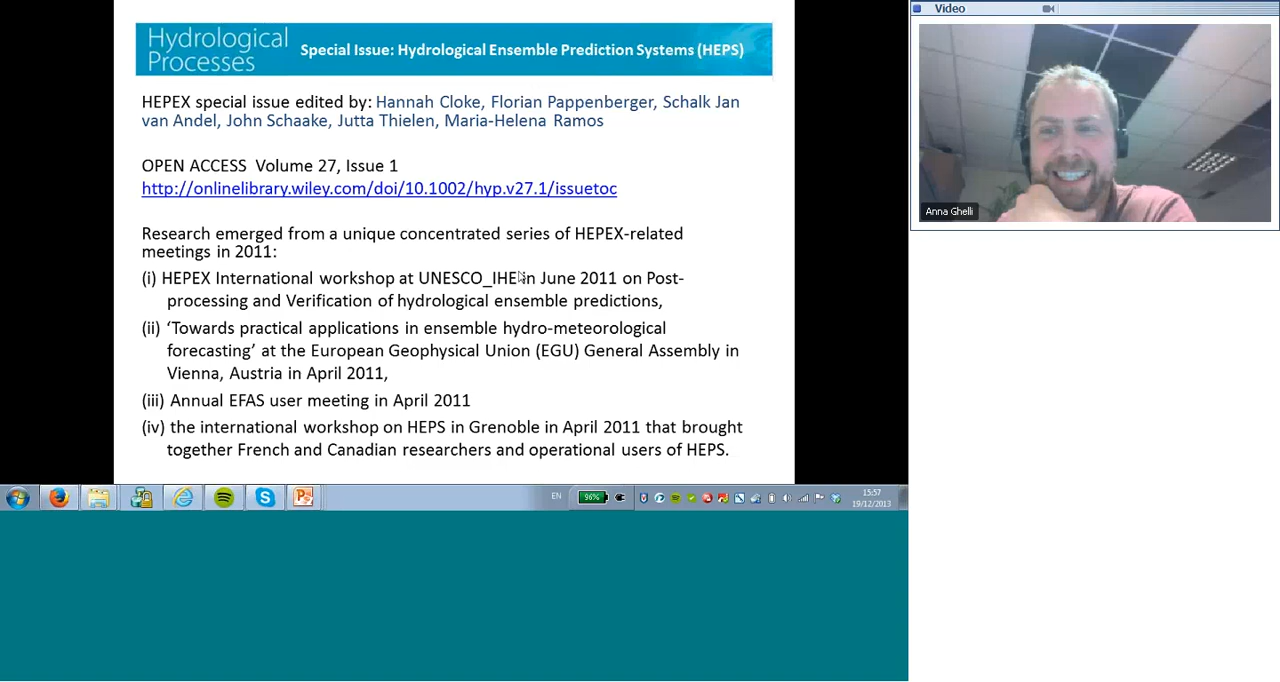 Hydrological
Processes
Special Issue: Hydrological Ensemble Prediction Systems (HEPS)
HEPEX special issue edited by: Hannah Cloke, Florian Pappenberger, Schalk Jan
van Andel, John Schaake, Jutta Thielen, Maria-Helena Ramos
OPEN ACCESS Volume 27, Issue 1
http://onlinelibrary.wiley.com/doi/10.1002/hyp.v27.1/issuetoc
Research emerged from a unique concentrated series of HEPEX-related
meetings in 2011:
(i) HEPEX International workshop at UNESCO_IHE in June 2011 on Post-
processing and Verification of hydrological ensemble predictions,
(ii) ‘Towards practical applications in ensemble hydro-meteorological
forecasting’ at the European Geophysical Union (EGU) General Assembly in
Vienna, Austria in April 2011,
(iii) Annual EFAS user meeting in April 2011
(iv) the international workshop on HEPS in Grenoble in April 2011 that brought
together French and Canadian researchers and operational users of HEPS.
EN
96%
15:57
19/12/2013
Video
Anna Ghelli